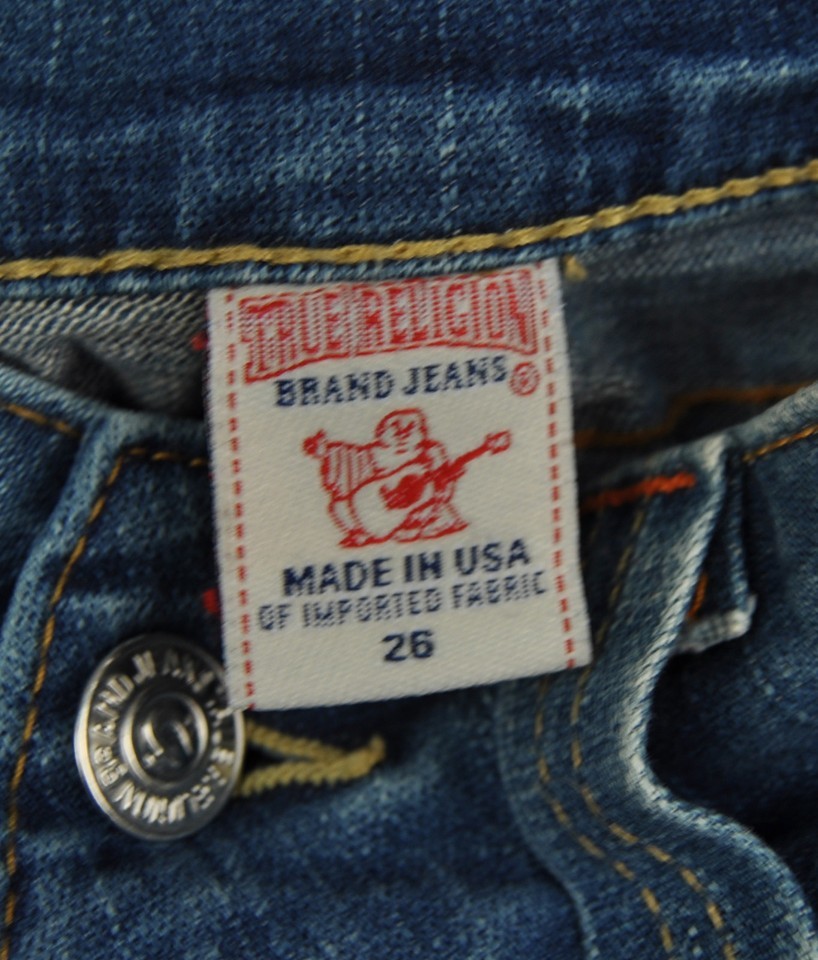 TRUE RELIGION
BRAND JEANS®
MADE IN USA
OF IMPORTED FABRIC
26